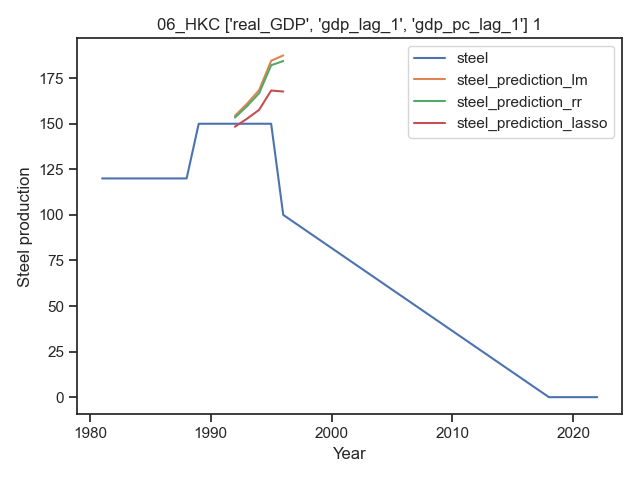 06_HKC ['real_GDP', 'gdp_lag_1', 'gdp_pc_lag_1'] 1
steel
steel_prediction_lm
steel_prediction_rr
steel_prediction_lasso
Steel production
175
150
125
100
75
50
25
0
1980
1990
2000
2010
2020
Year